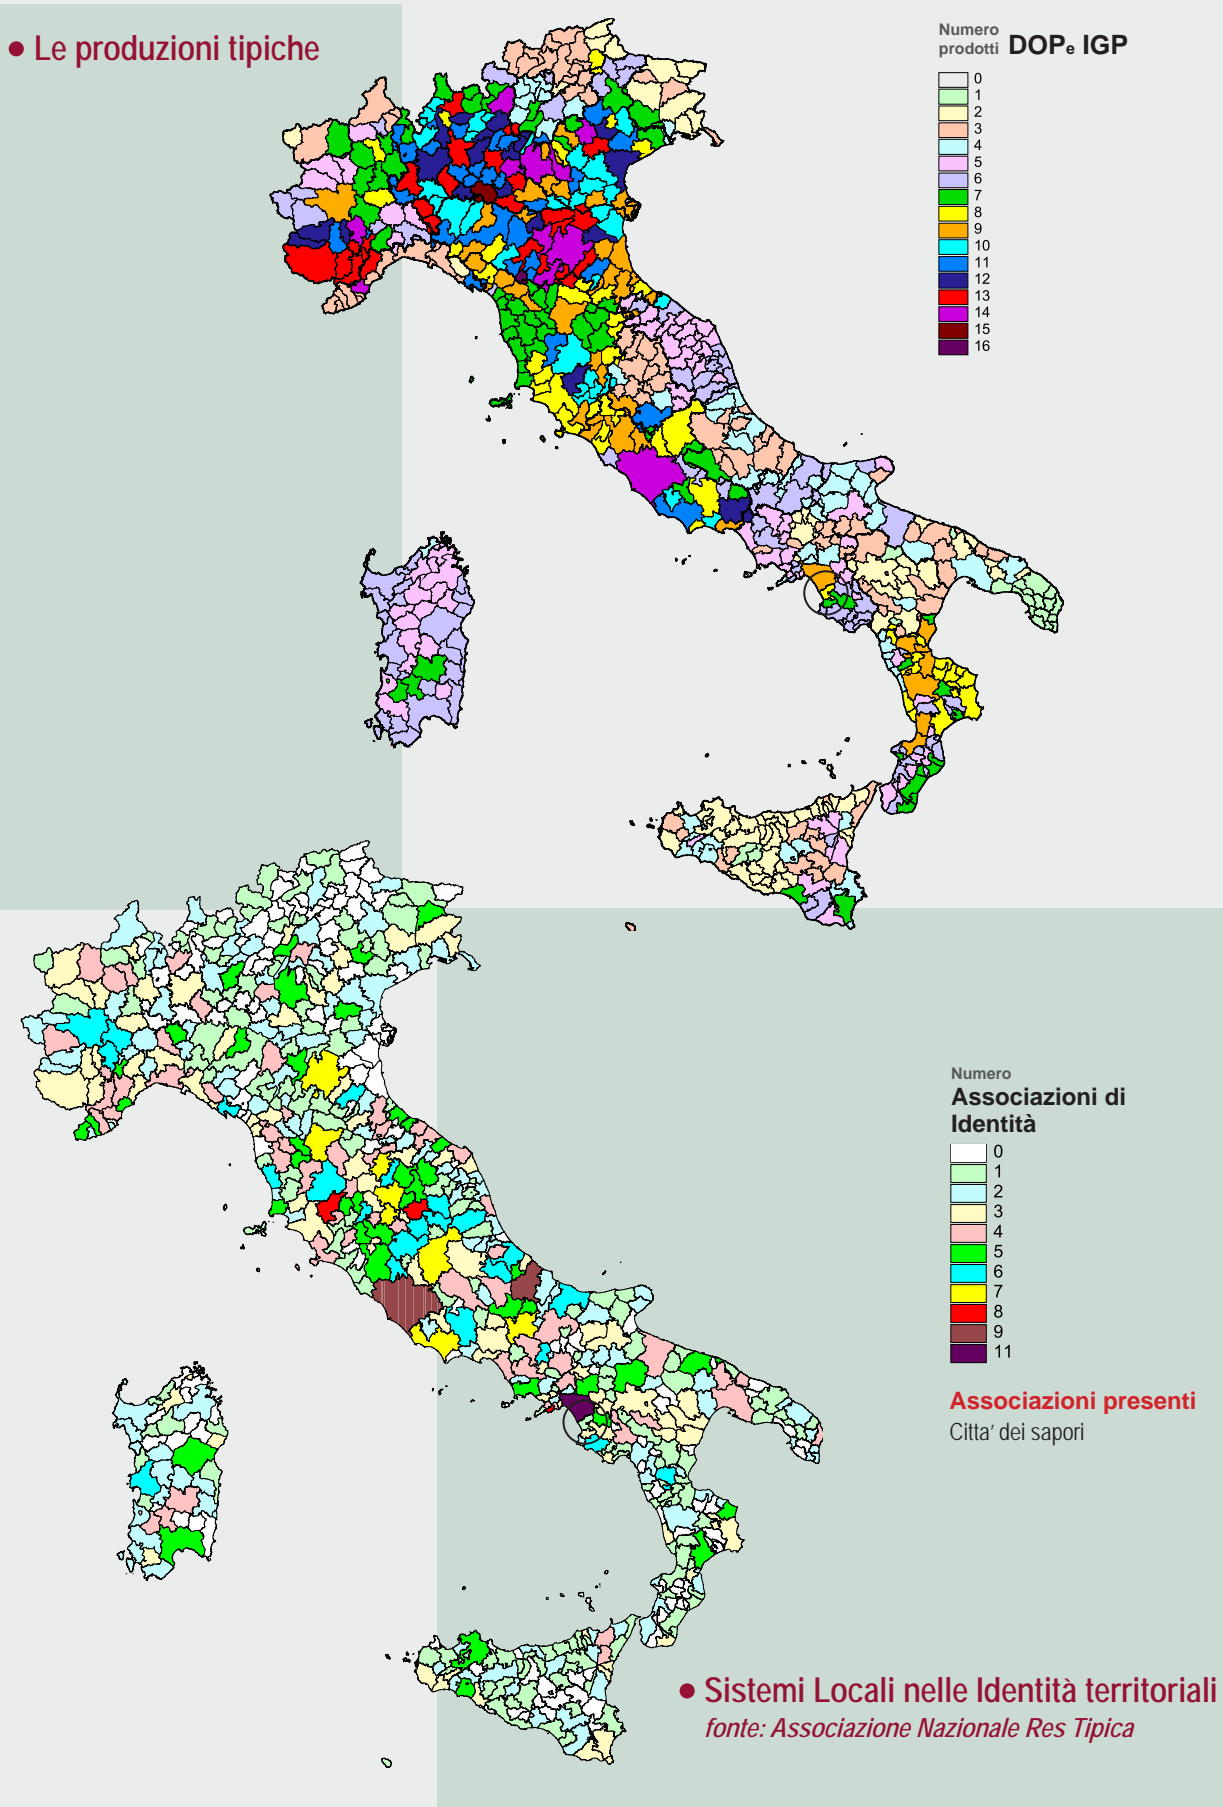 • Le produzioni tipiche
Numero
prodotti DOPe IGP
0
1
2
3
4
5
6
7
8
9
10
11
12
13
14
15
16
Numero
Associazioni di
Identità
0
1
2
3
4
5
6
7
8
9
11
Associazioni presenti
Citta' dei sapori
• Sistemi Locali nelle Identità territoriali
fonte: Associazione Nazionale Res Tipica